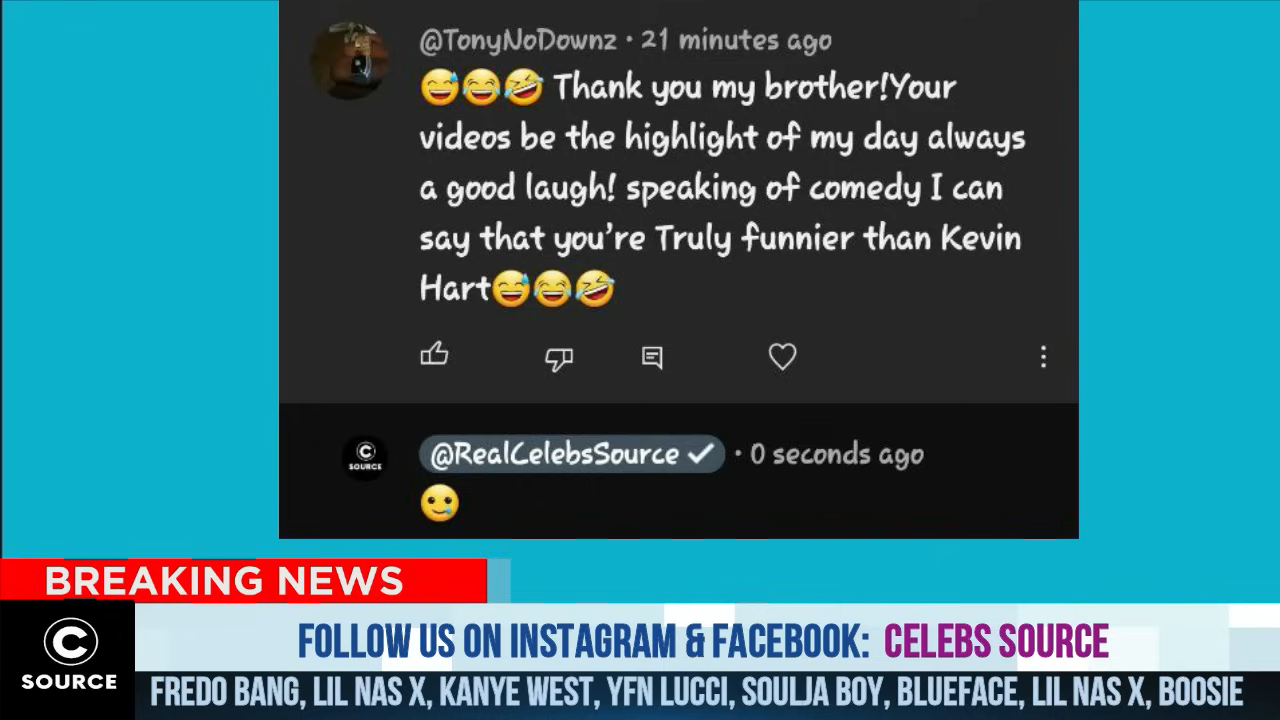 @TonyNoDownz · 21 minutes ago
😅😂🤣 Thank you my brother!Your
videos be the highlight of my day always
a good laugh! speaking of comedy I can
say that you're Truly funnier than Kevin
Hart😅😂🤣
C
SOURCE
@RealCelebsSource ✔ · 0 seconds ago
🥲
BREAKING NEWS
C
SOURCE
FOLLOW US ON INSTAGRAM & FACEBOOK: CELEBS SOURCE
FREDO BANG, LIL NAS X, KANYE WEST, YFN LUCCI, SOULJA BOY, BLUEFACE, LIL NAS X, BOOSIE